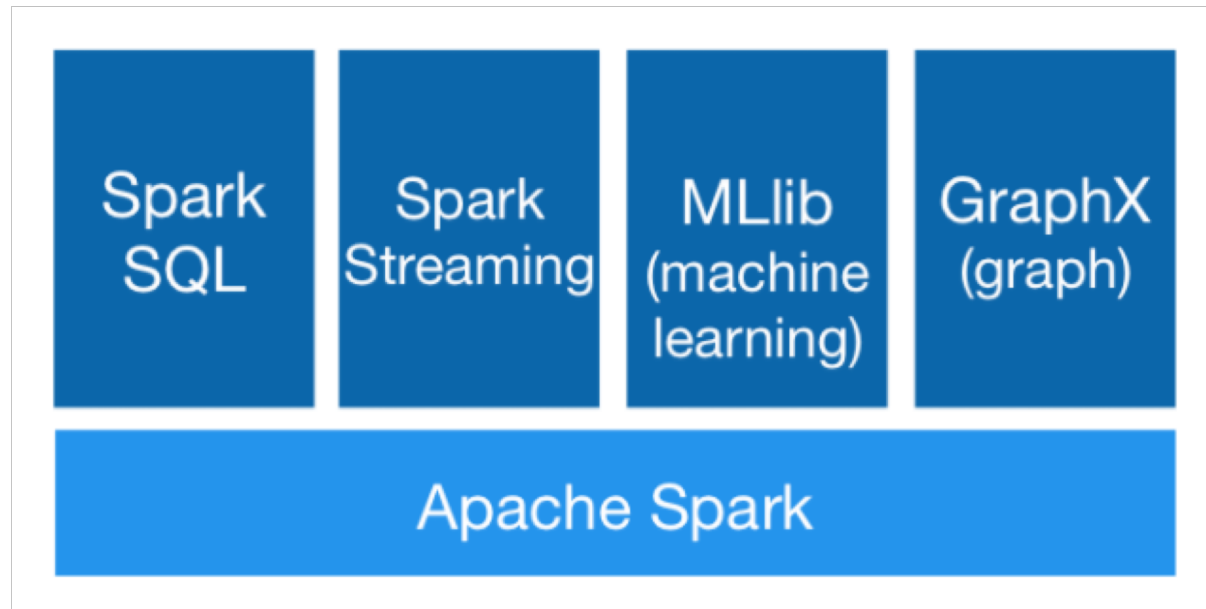 Spark
SQL
Spark
Streaming
MLlib
(machine
learning)
GraphX
(graph)
Apache Spark